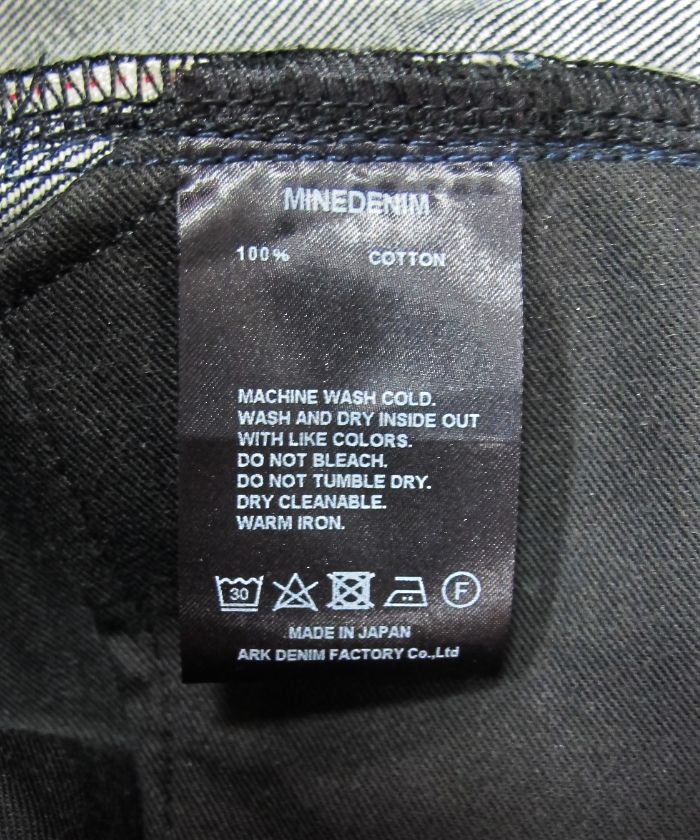 MINEDENIM
100% COTTON
MACHINE WASH COLD.
WASH AND DRY INSIDE OUT
WITH LIKE COLORS.
DO NOT BLEACH.
DO NOT TUMBLE DRY.
DRY CLEANABLE.
WARM IRON.
30 F
MADE IN JAPAN
ARK DENIM FACTORY Co.,Ltd